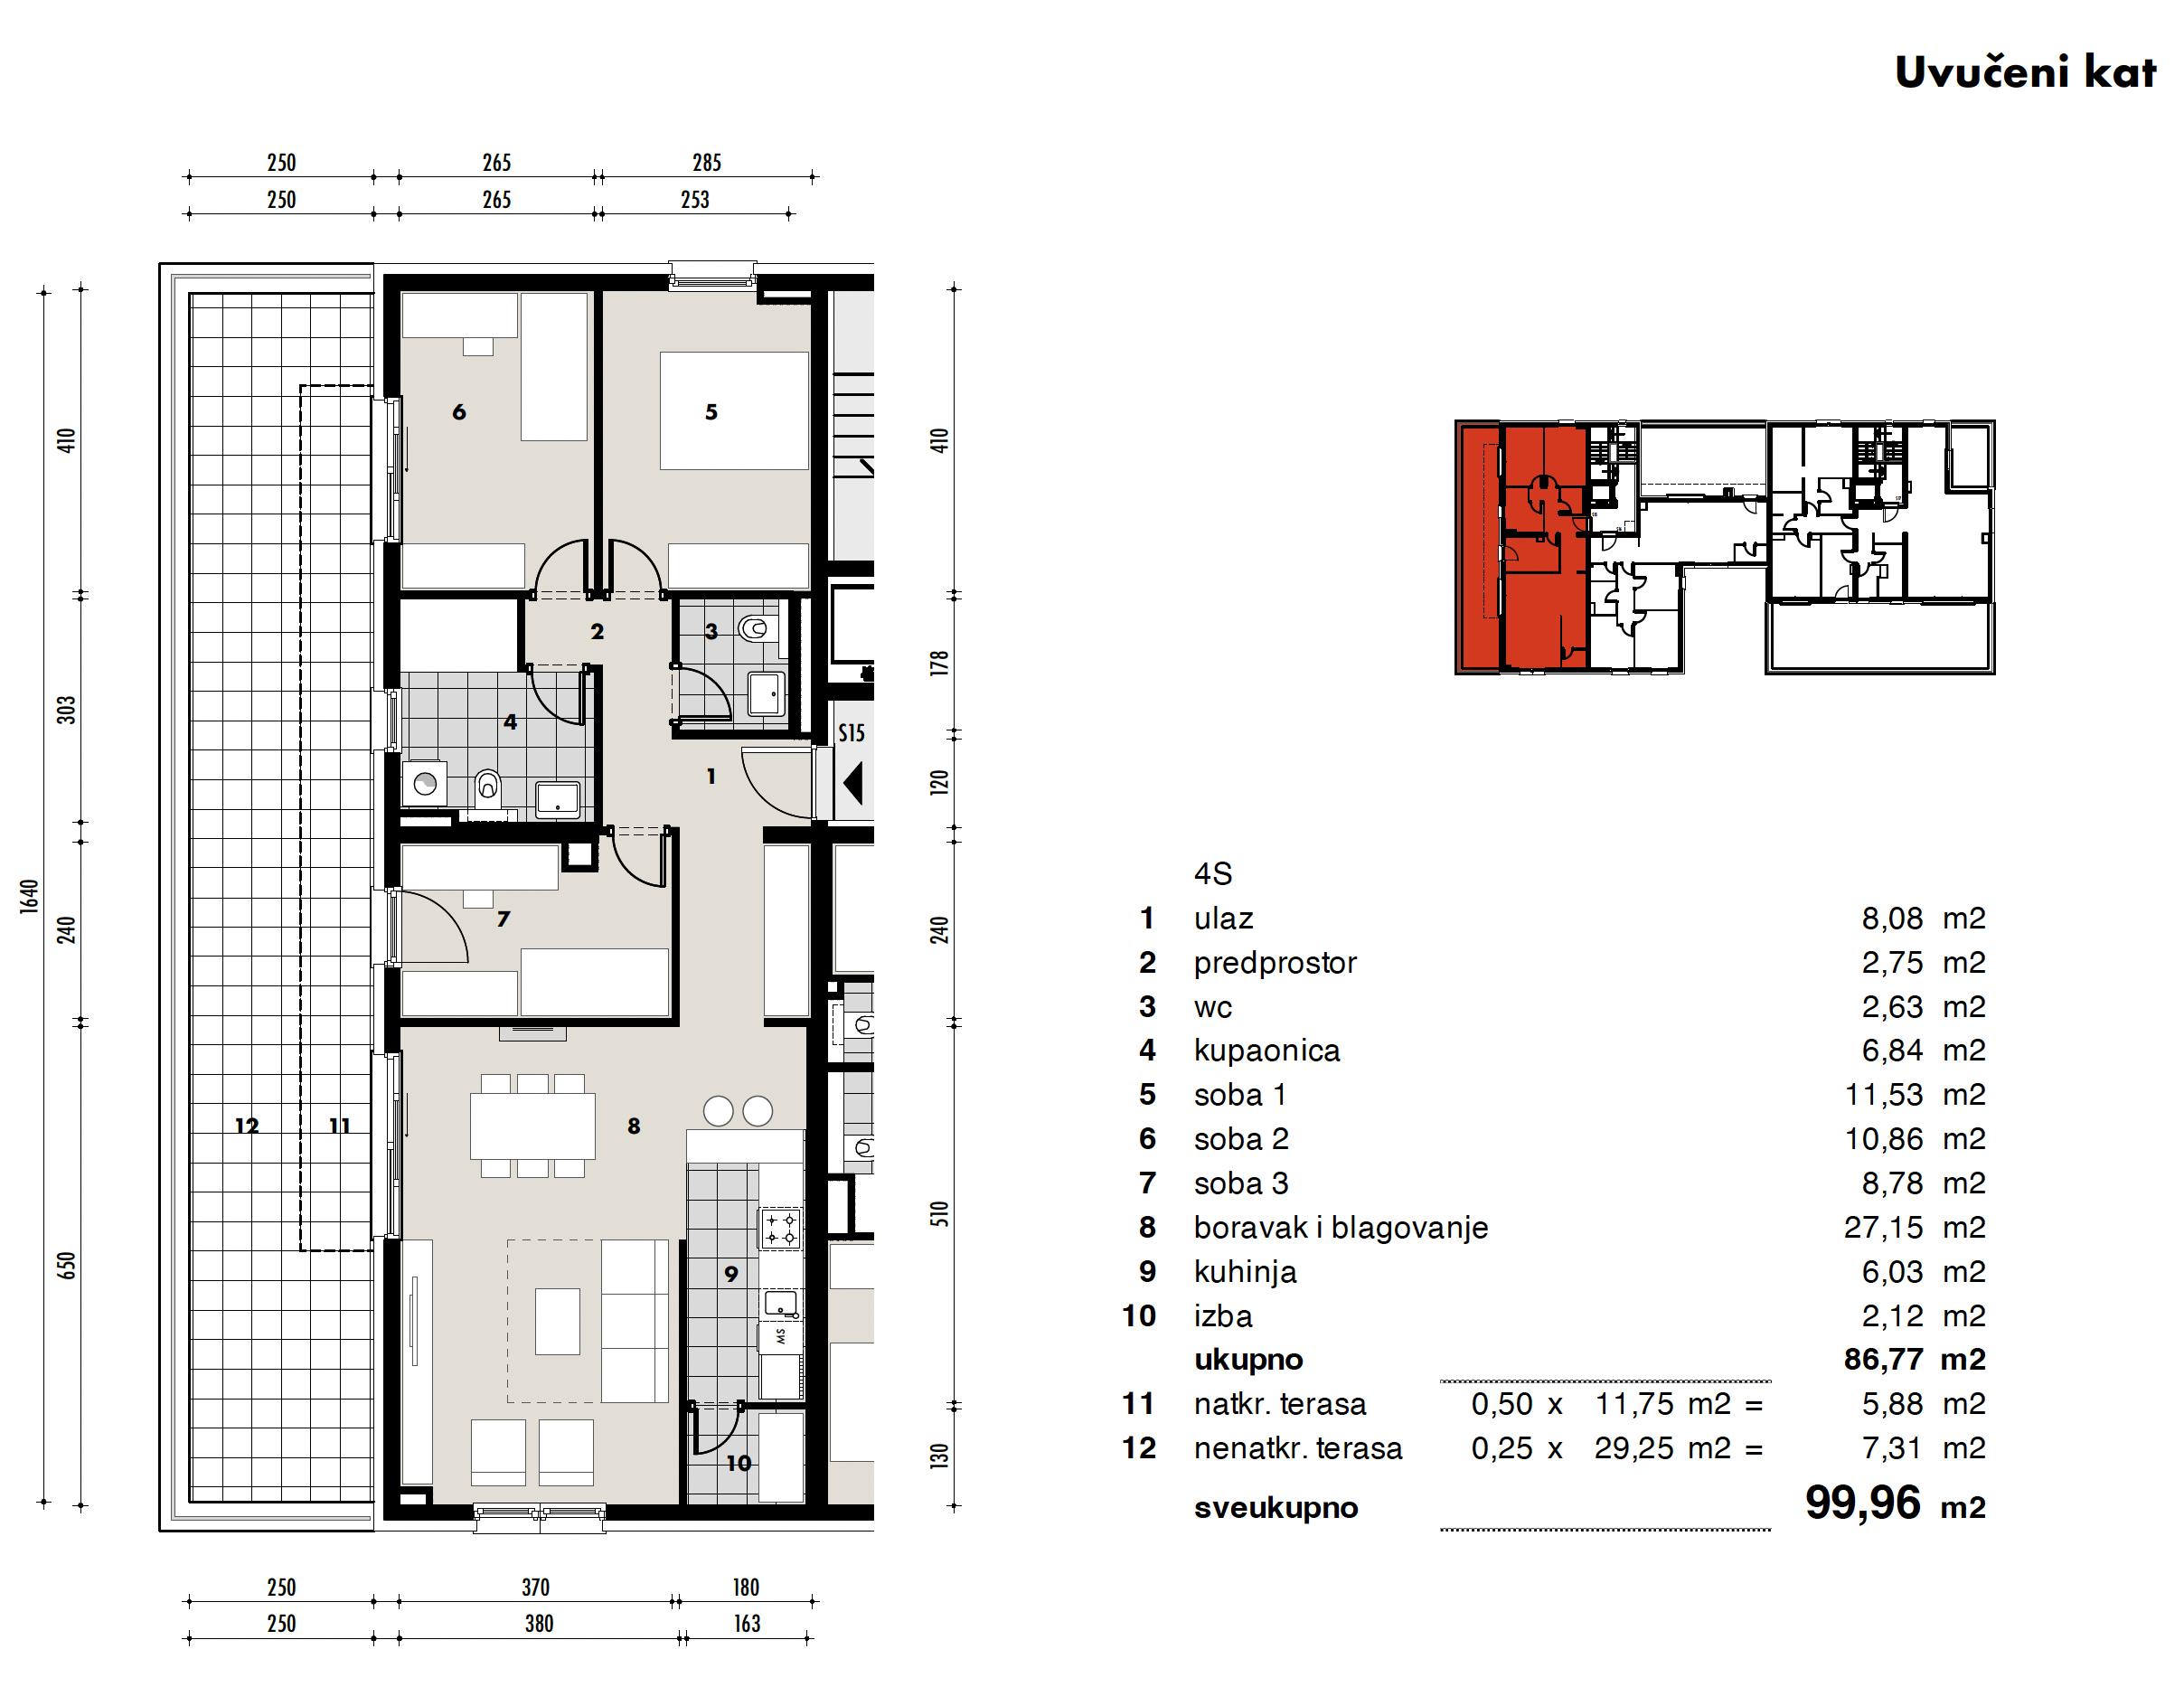 Uvučeni kat
250 265 285
250 265 253
1640
410 303 240 650
410 178 120 240 510 130
6 5
2 3
4
S15
1
7
12 11 8
9
MS
10
250 370 180
250 380 163
4S
1 ulaz 8,08 m2
2 predprostor 2,75 m2
3 wc 2,63 m2
4 kupaonica 6,84 m2
5 soba 1 11,53 m2
6 soba 2 10,86 m2
7 soba 3 8,78 m2
8 boravak i blagovanje 27,15 m2
9 kuhinja 6,03 m2
10 izba 2,12 m2
ukupno 86,77 m2
11 natkr. terasa 0,50 x 11,75 m2 = 5,88 m2
12 nenatkr. terasa 0,25 x 29,25 m2 = 7,31 m2
sveukupno 99,96 m2